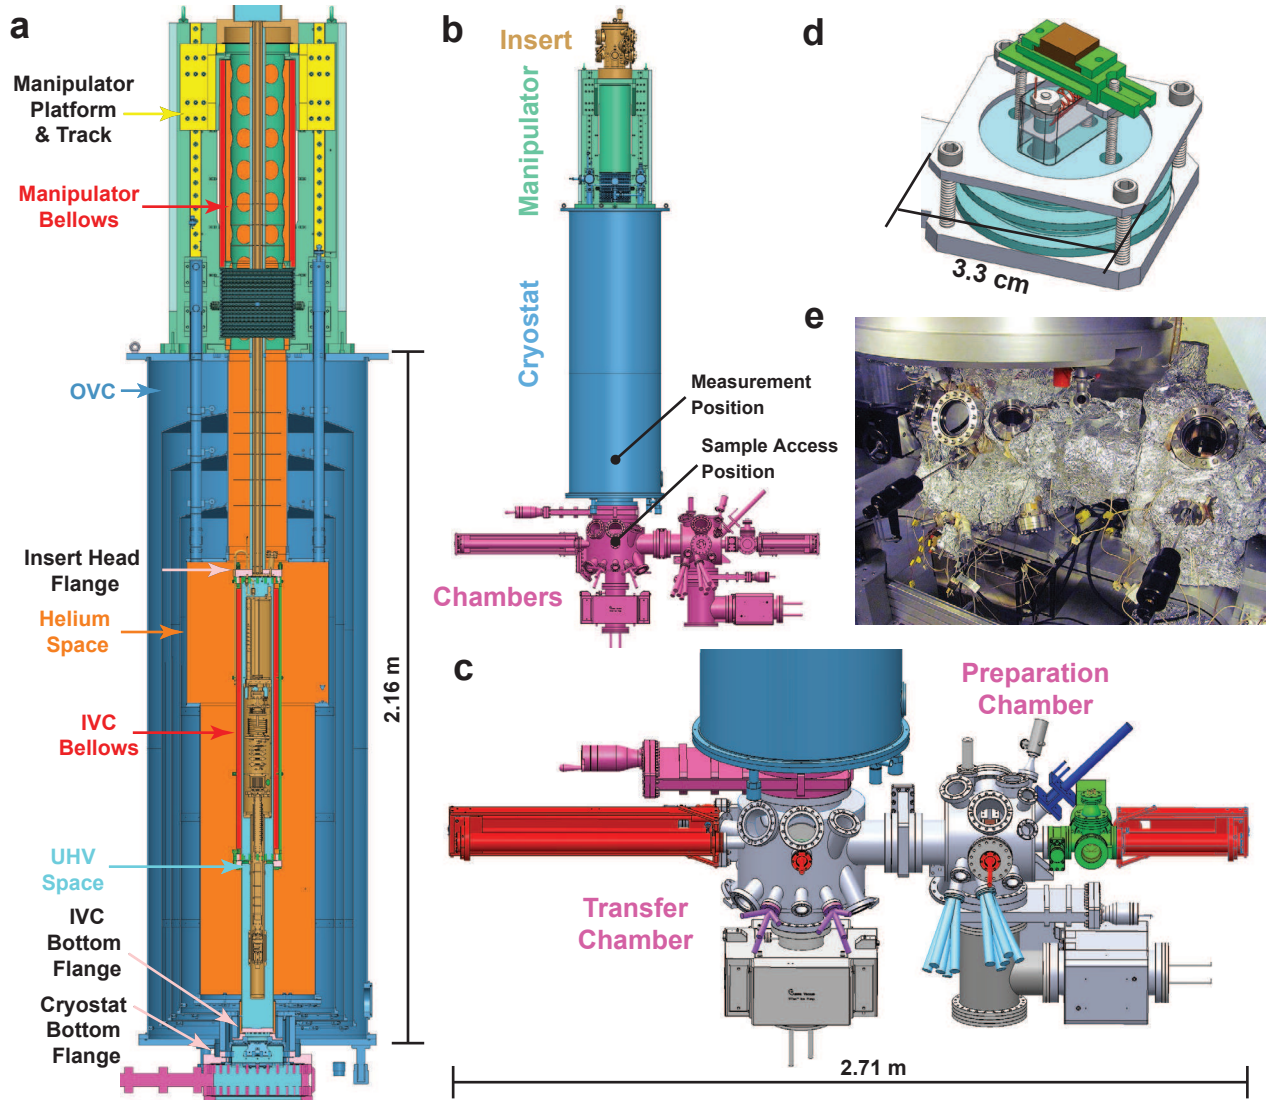 a
Manipulator
Platform
& Track
Manipulator
Bellows
OVC
Insert Head
Flange
Helium
Space
IVC
Bellows
UHV
Space
IVC
Bottom
Flange
Cryostat
Bottom
Flange
2.16 m
b
Insert
Manipulator
Cryostat
Measurement
Position
Sample Access
Position
Chambers
d
3.3 cm
e
c
Preparation
Chamber
Transfer
Chamber
2.71 m